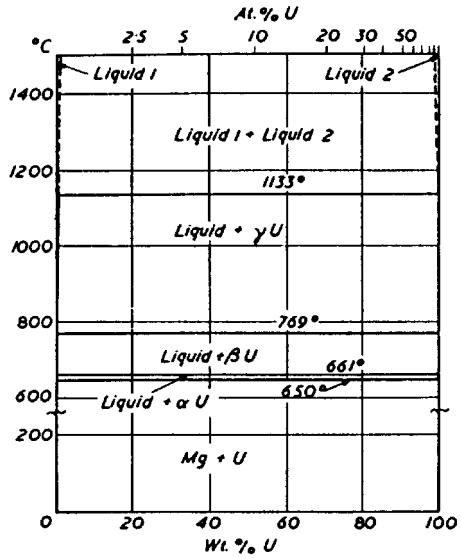 At.% U
°C 2·5 5 10 20 30 50
Liquid 1 Liquid 2
1400
Liquid 1 + Liquid 2
1200
1133°
Liquid + γU
1000
769°
800
Liquid + βU
661°
650°
600
Liquid + αU
200
Mg + U
0
0 20 40 60 80 100
Wt.% U